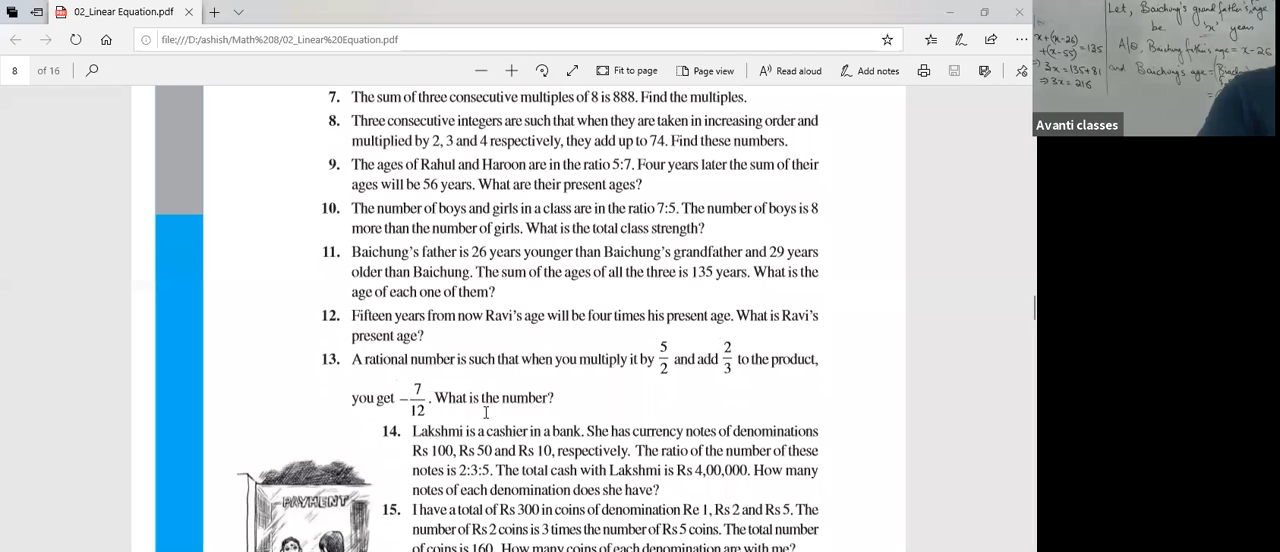 02_Linear Equation.pdf
file:///D:/ashish/Math%208/02_Linear%20Equation.pdf
8 of 16
Fit to page
Page view
Read aloud
Add notes
7. The sum of three consecutive multiples of 8 is 888. Find the multiples.
8. Three consecutive integers are such that when they are taken in increasing order and
multiplied by 2, 3 and 4 respectively, they add up to 74. Find these numbers.
9. The ages of Rahul and Haroon are in the ratio 5:7. Four years later the sum of their
ages will be 56 years. What are their present ages?
10. The number of boys and girls in a class are in the ratio 7:5. The number of boys is 8
more than the number of girls. What is the total class strength?
11. Baichung's father is 26 years younger than Baichung's grandfather and 29 years
older than Baichung. The sum of the ages of all the three is 135 years. What is the
age of each one of them?
12. Fifteen years from now Ravi's age will be four times his present age. What is Ravi's
present age?
13. A rational number is such that when you multiply it by 5/2 and add 2/3 to the product,
you get -7/12. What is the number?
14. Lakshmi is a cashier in a bank. She has currency notes of denominations
Rs 100, Rs 50 and Rs 10, respectively. The ratio of the number of these
notes is 2:3:5. The total cash with Lakshmi is Rs 4,00,000. How many
notes of each denomination does she have?
PAYMENT
15. I have a total of Rs 300 in coins of denomination Re 1, Rs 2 and Rs 5. The
number of Rs 2 coins is 3 times the number of Rs 5 coins. The total number
of coins is 160. How many coins of each denomination are with me?
Let, Baichung's grand father's age
be 'x' years
A/Q, Baichung father's age = x-26
and Baichung's age =
x+(x-26)
+(x-55) = 135
⇒ 3x = 135+81
⇒ 3x = 216
Avanti classes